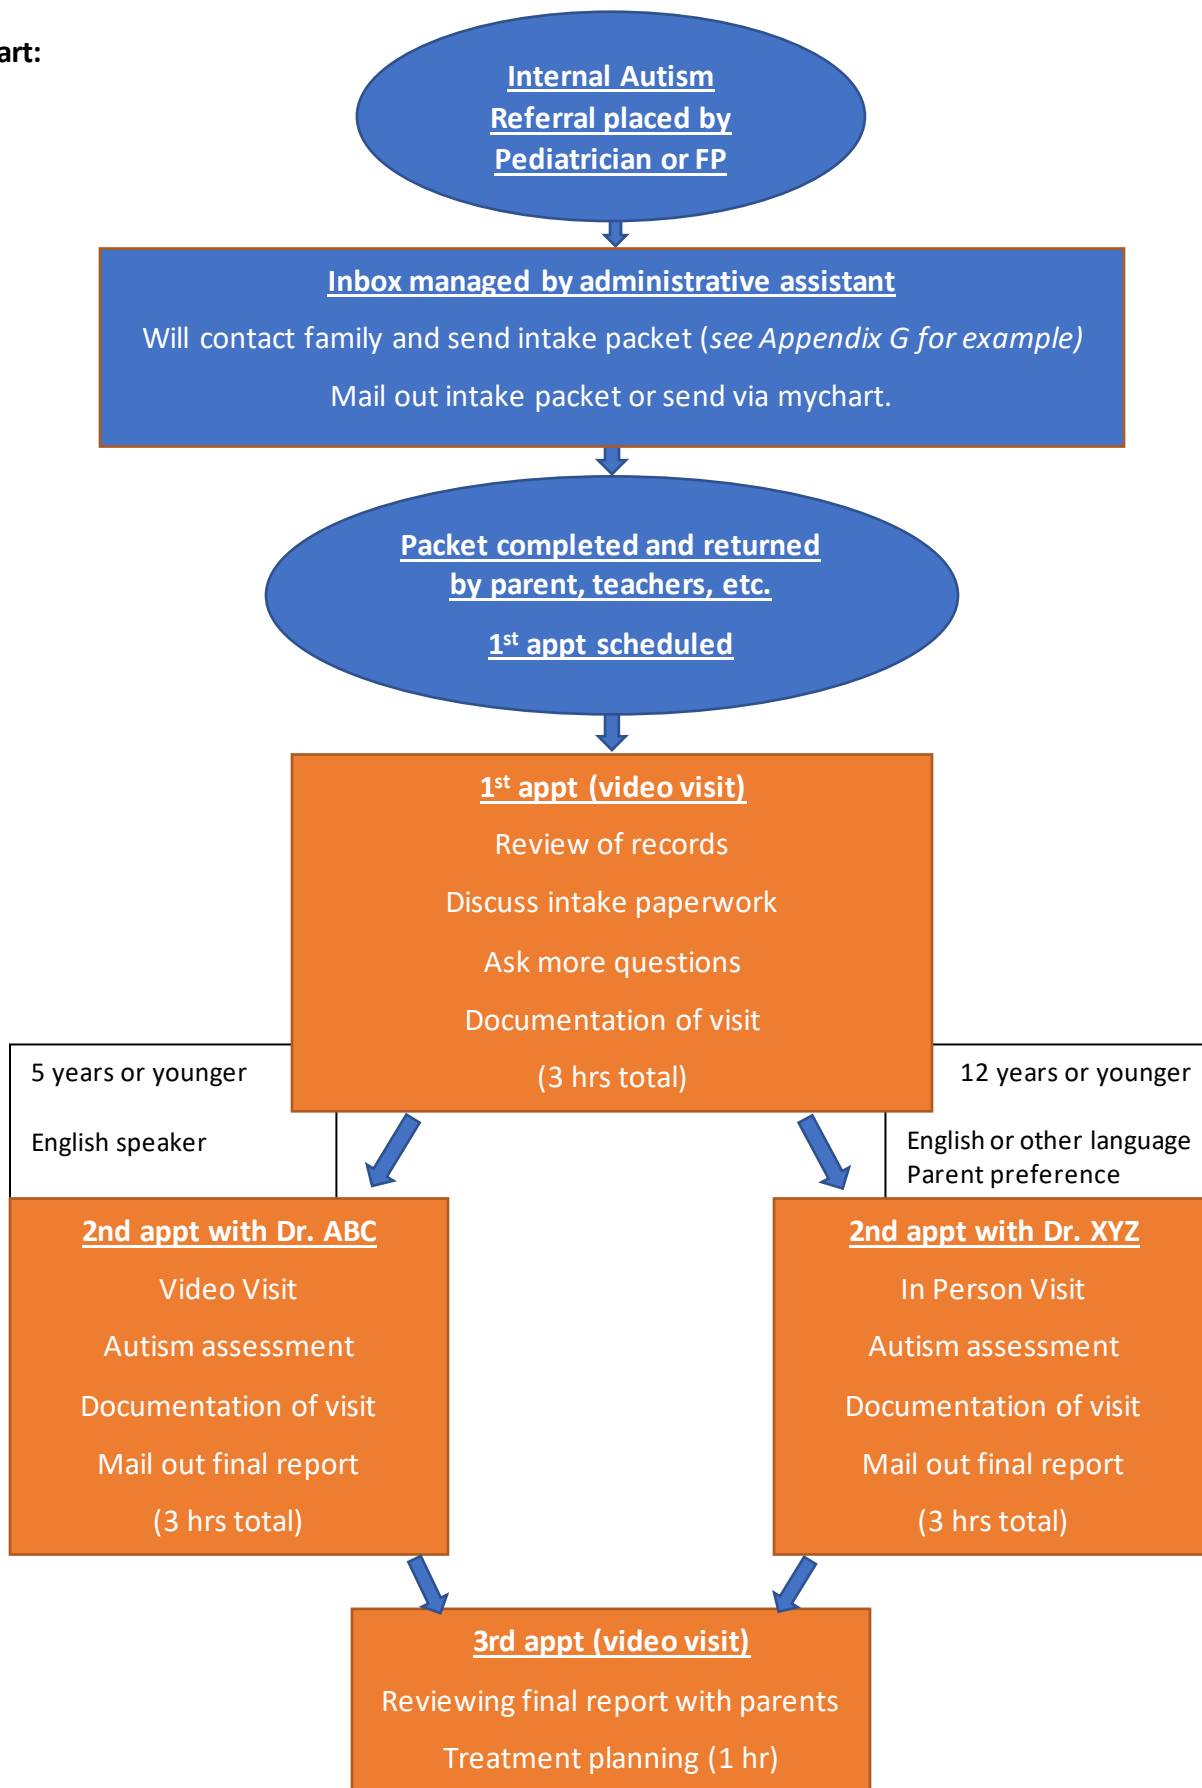 art:
Internal Autism
Referral placed by
Pediatrician or FP
Inbox managed by administrative assistant
Will contact family and send intake packet (see Appendix G for example)
Mail out intake packet or send via mychart.
Packet completed and returned
by parent, teachers, etc.
1st appt scheduled
1st appt (video visit)
Review of records
Discuss intake paperwork
Ask more questions
Documentation of visit
(3 hrs total)
5 years or younger
English speaker
12 years or younger
English or other language
Parent preference
2nd appt with Dr. ABC
Video Visit
Autism assessment
Documentation of visit
Mail out final report
(3 hrs total)
2nd appt with Dr. XYZ
In Person Visit
Autism assessment
Documentation of visit
Mail out final report
(3 hrs total)
3rd appt (video visit)
Reviewing final report with parents
Treatment planning (1 hr)